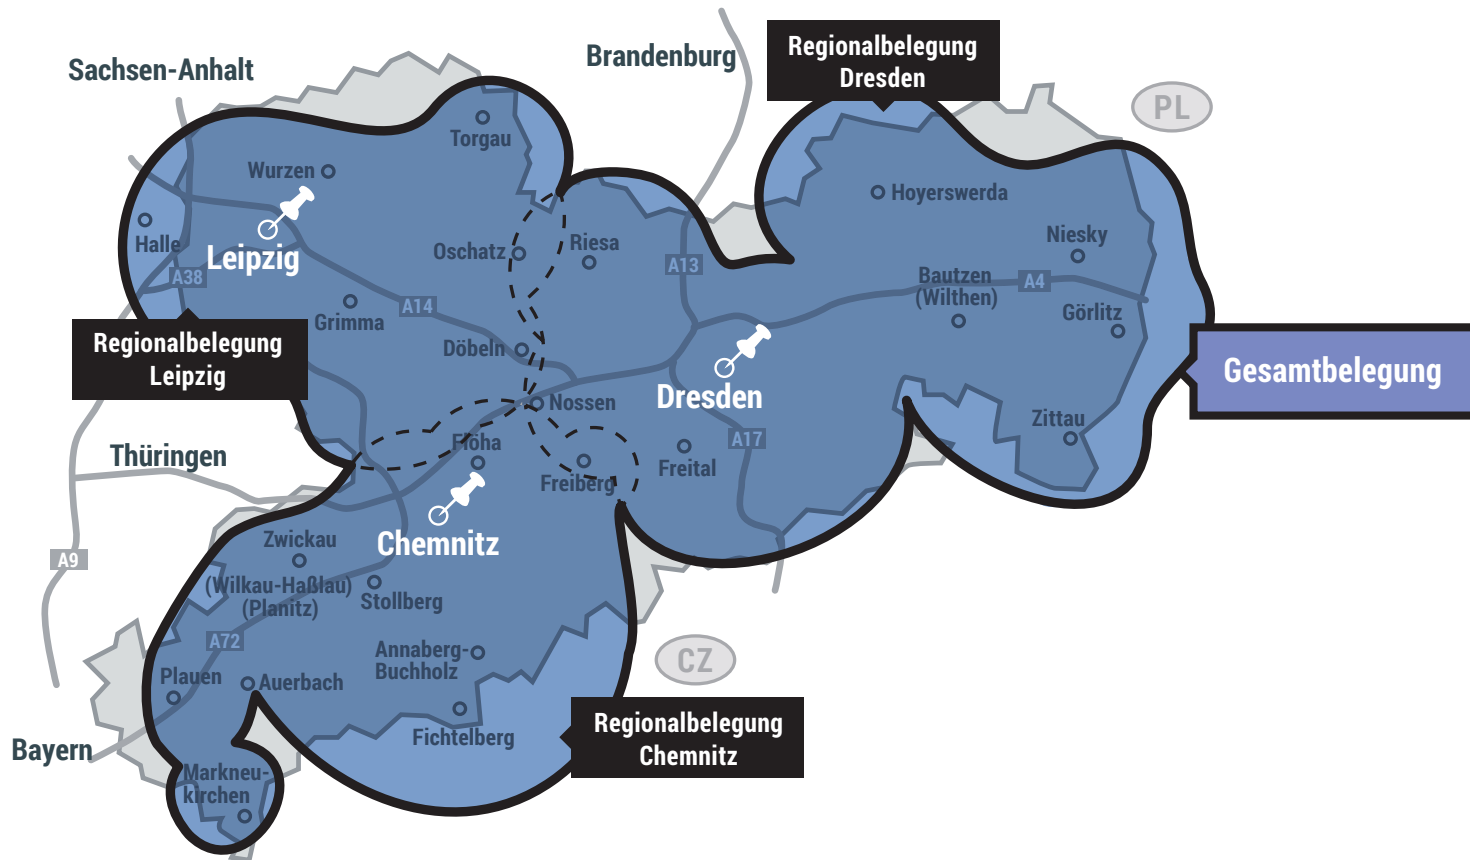 Sachsen-Anhalt
Brandenburg
Regionalbelegung
Dresden
PL
Torgau
Wurzen
Hoyerswerda
Halle
Leipzig
Oschatz
Riesa
Niesky
A38
A13
Bautzen
(Wilthen)
A4
A14
Grimma
Görlitz
Regionalbelegung
Leipzig
Döbeln
Gesamtbelegung
Dresden
Nossen
Zittau
Thüringen
Flöha
A17
Freiberg
Freital
Chemnitz
A9
Zwickau
(Wilkau-Haßlau)
(Planitz)
Stollberg
A72
Annaberg-
Buchholz
CZ
Plauen
Auerbach
Regionalbelegung
Chemnitz
Fichtelberg
Bayern
Markneu-
kirchen